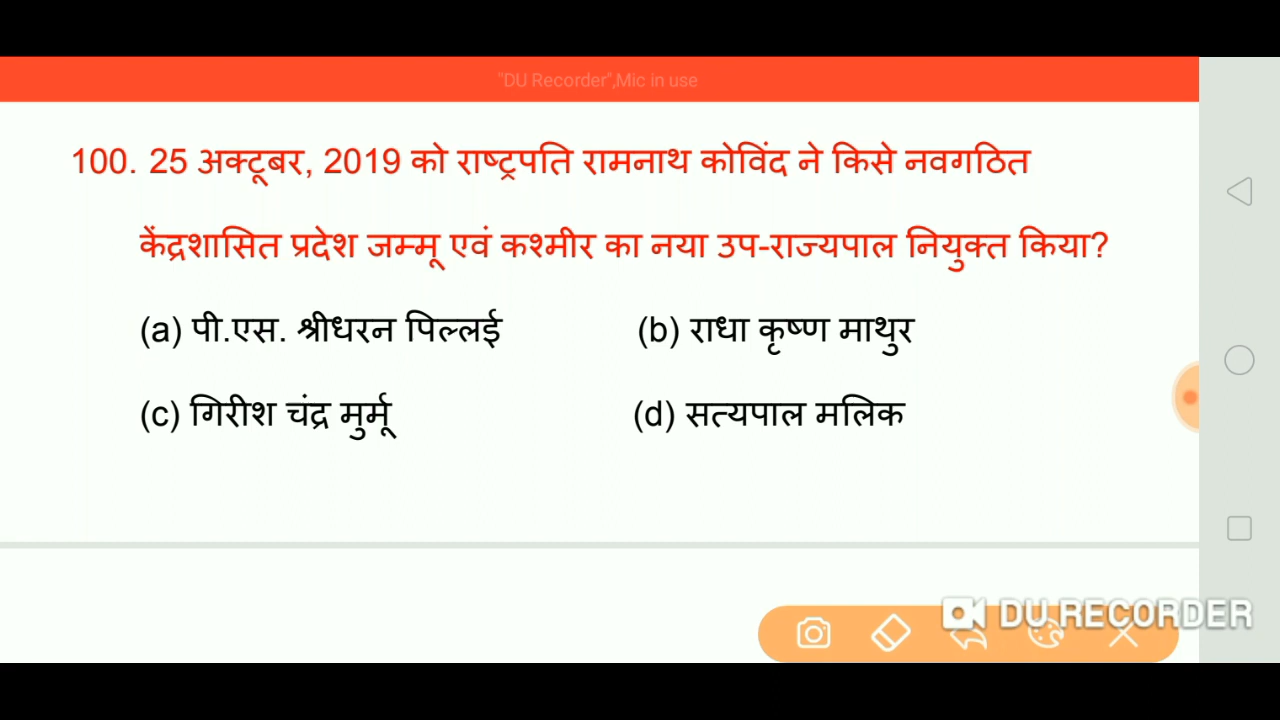 "DU Recorder",Mic in use
100. 25 अक्टूबर, 2019 को राष्ट्रपति रामनाथ कोविंद ने किसे नवगठित
केंद्रशासित प्रदेश जम्मू एवं कश्मीर का नया उप-राज्यपाल नियुक्त किया?
(a) पी.एस. श्रीधरन पिल्लई (b) राधा कृष्ण माथुर
(c) गिरीश चंद्र मुर्मू (d) सत्यपाल मलिक
DU RECORDER